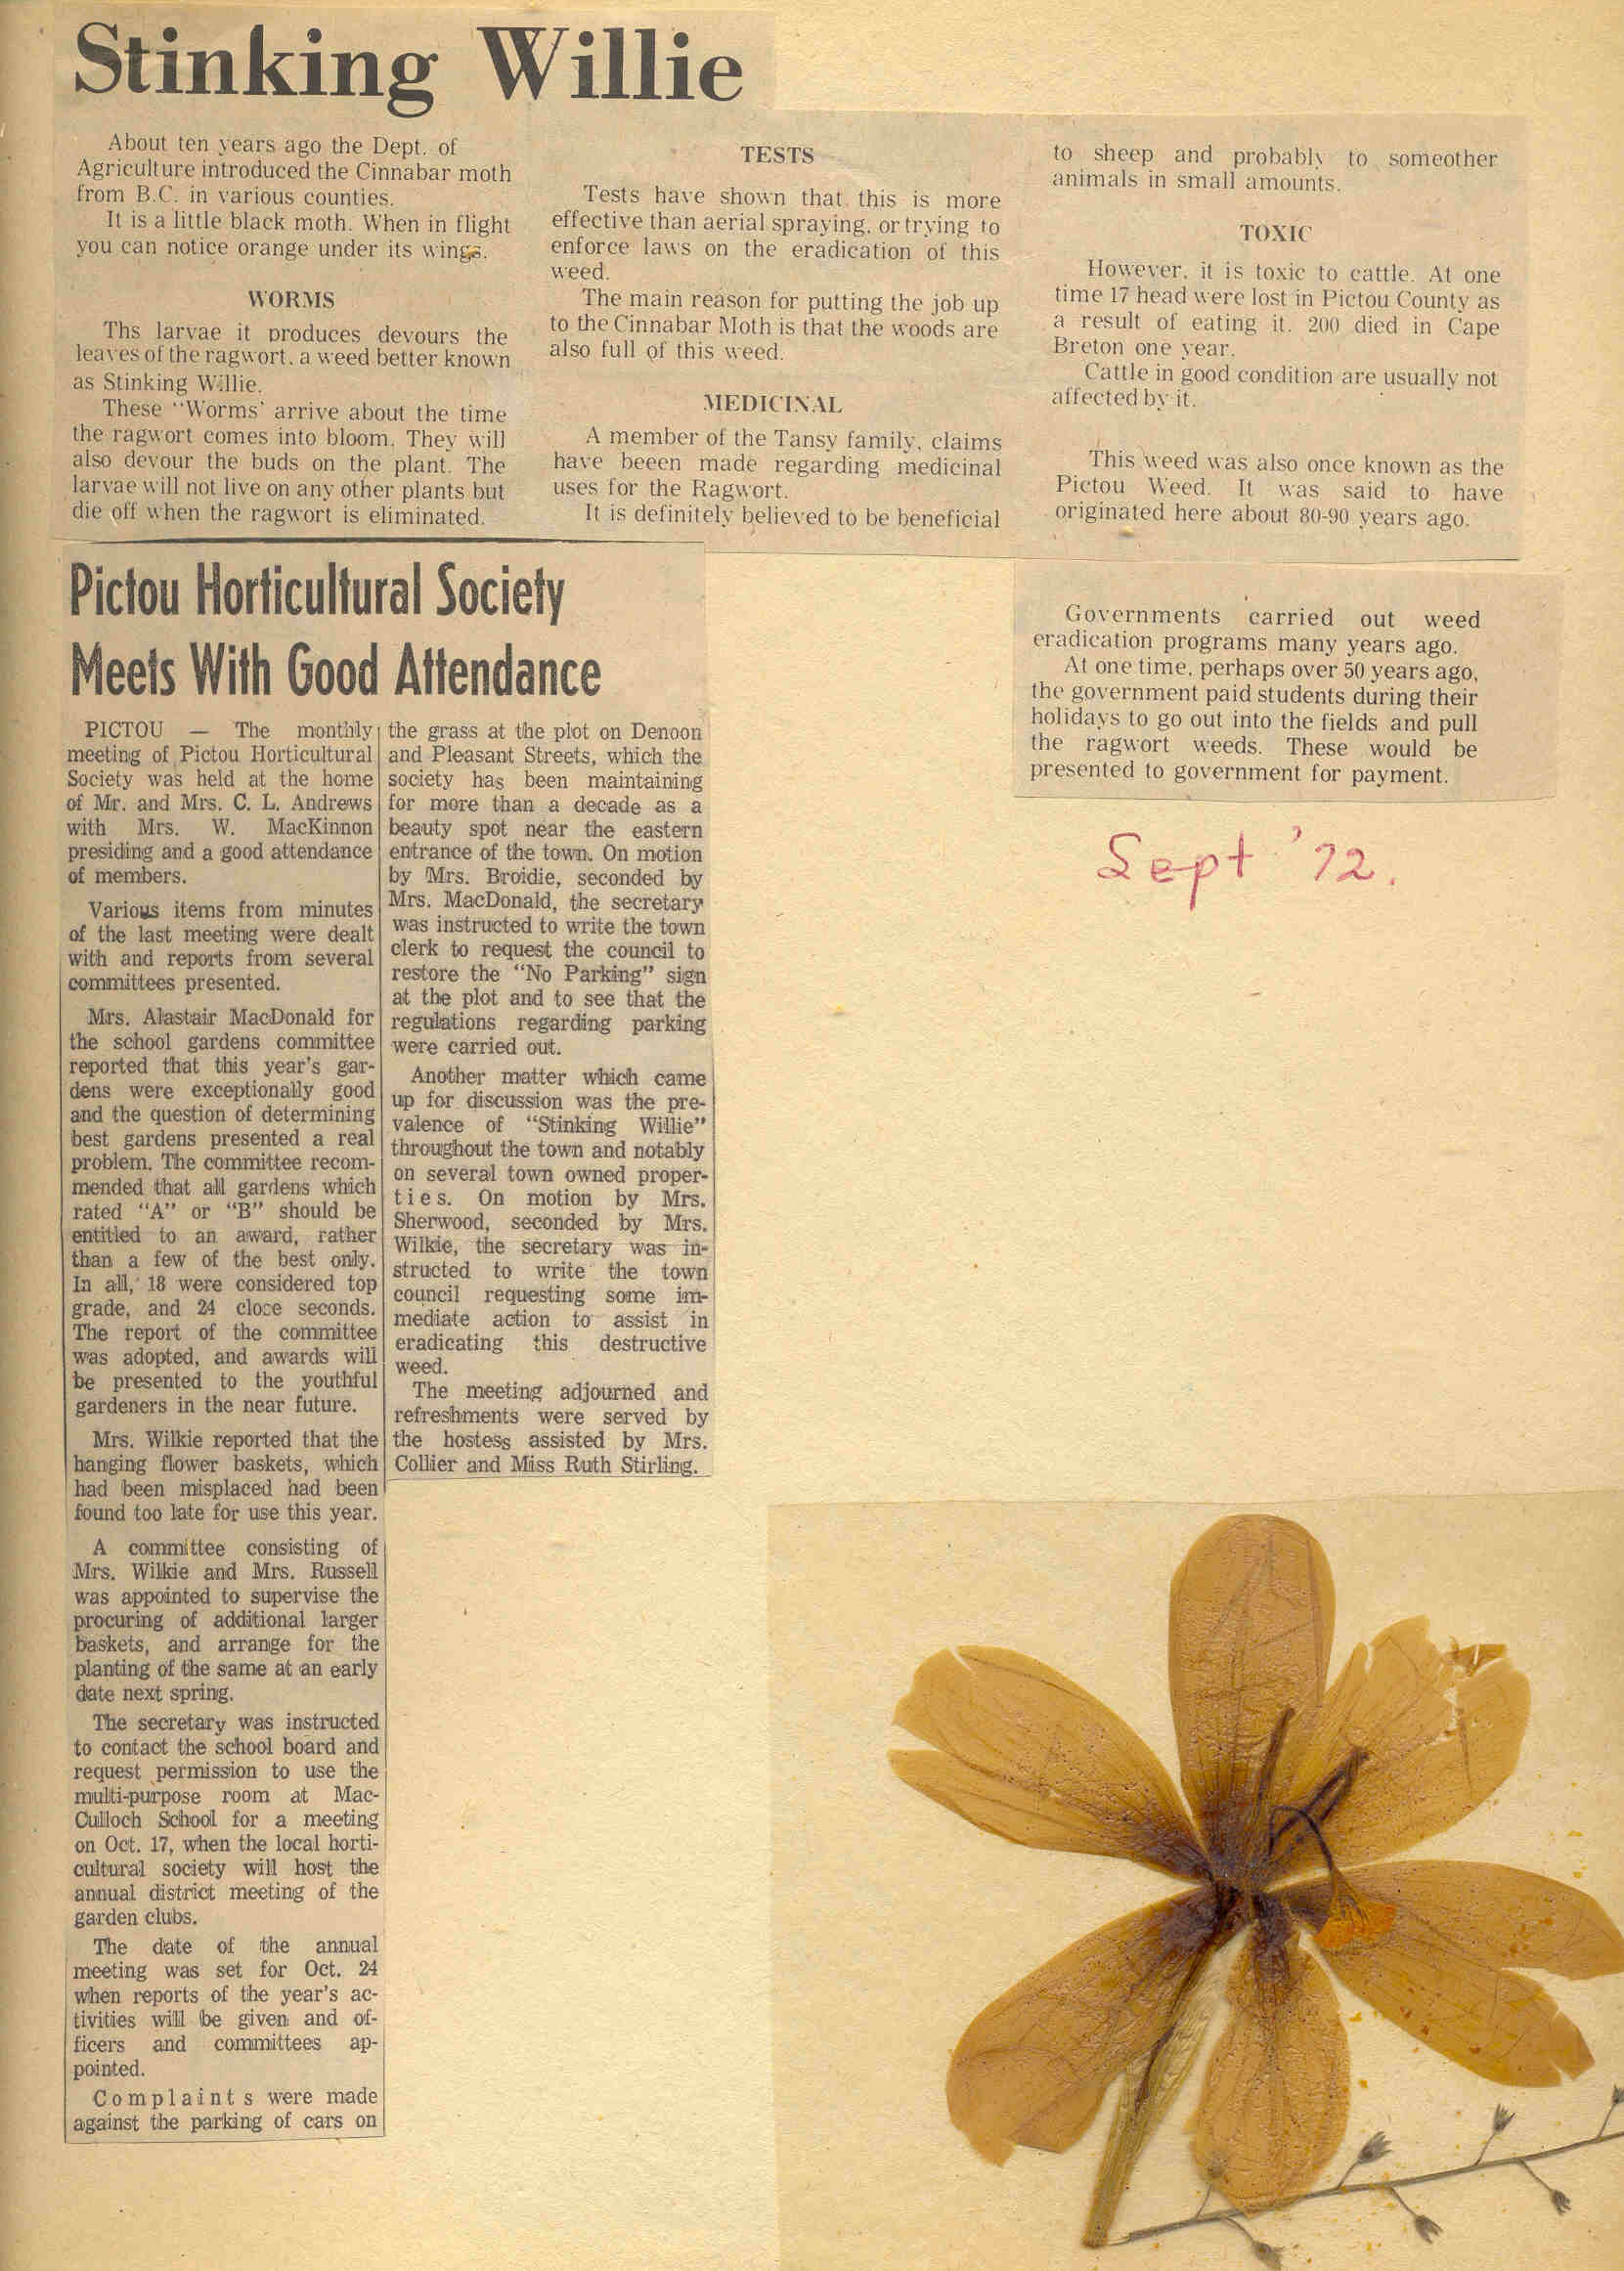 Stinking Willie
About ten years ago the Dept. of
Agriculture introduced the Cinnabar moth
from B.C. in various counties.
It is a little black moth. When in flight
you can notice orange under its wings.
WORMS
Ths larvae it produces devours the
leaves of the ragwort, a weed better known
as Stinking Willie.
These "Worms' arrive about the time
the ragwort comes into bloom. They will
also devour the buds on the plant. The
larvae will not live on any other plants but
die off when the ragwort is eliminated.
TESTS
Tests have shown that this is more
effective than aerial spraying, or trying to
enforce laws on the eradication of this
weed.
The main reason for putting the job up
to the Cinnabar Moth is that the woods are
also full of this weed.
MEDICINAL
A member of the Tansy family, claims
have beeen made regarding medicinal
uses for the Ragwort.
It is definitely believed to be beneficial
to sheep and probably to someother
animals in small amounts.
TOXIC
However, it is toxic to cattle. At one
time 17 head were lost in Pictou County as
a result of eating it. 200 died in Cape
Breton one year.
Cattle in good condition are usually not
affected by it.
This weed was also once known as the
Pictou Weed. It was said to have
originated here about 80-90 years ago.
Governments carried out weed
eradication programs many years ago.
At one time, perhaps over 50 years ago,
the government paid students during their
holidays to go out into the fields and pull
the ragwort weeds. These would be
presented to government for payment.
Sept '72.
Pictou Horticultural Society
Meets With Good Attendance
PICTOU — The monthly
meeting of Pictou Horticultural
Society was held at the home
of Mr. and Mrs. C. L. Andrews
with Mrs. W. MacKinnon
presiding and a good attendance
of members.
Various items from minutes
of the last meeting were dealt
with and reports from several
committees presented.
Mrs. Alastair MacDonald for
the school gardens committee
reported that this year's gar-
dens were exceptionally good
and the question of determining
best gardens presented a real
problem. The committee recom-
mended that all gardens which
rated "A" or "B" should be
entitled to an award, rather
than a few of the best only.
In all, 18 were considered top
grade, and 24 close seconds.
The report of the committee
was adopted, and awards will
be presented to the youthful
gardeners in the near future.
Mrs. Wilkie reported that the
hanging flower baskets, which
had been misplaced had been
found too late for use this year.
A committee consisting of
Mrs. Wilkie and Mrs. Russell
was appointed to supervise the
procuring of additional larger
baskets, and arrange for the
planting of the same at an early
date next spring.
The secretary was instructed
to contact the school board and
request permission to use the
multi-purpose room at Mac-
Culloch School for a meeting
on Oct. 17, when the local horti-
cultural society will host the
annual district meeting of the
garden clubs.
The date of the annual
meeting was set for Oct. 24
when reports of the year's ac-
tivities will be given and of-
ficers and committees ap-
pointed.
Complaints were made
against the parking of cars on
the grass at the plot on Denoon
and Pleasant Streets, which the
society has been maintaining
for more than a decade as a
beauty spot near the eastern
entrance of the town. On motion
by Mrs. Broidie, seconded by
Mrs. MacDonald, the secretary
was instructed to write the town
clerk to request the council to
restore the "No Parking" sign
at the plot and to see that the
regulations regarding parking
were carried out.
Another matter which came
up for discussion was the pre-
valence of "Stinking Willie"
throughout the town and notably
on several town owned proper-
ties. On motion by Mrs.
Sherwood, seconded by Mrs.
Wilkie, the secretary was in-
structed to write the town
council requesting some im-
mediate action to assist in
eradicating this destructive
weed.
The meeting adjourned and
refreshments were served by
the hostess assisted by Mrs.
Collier and Miss Ruth Stirling.